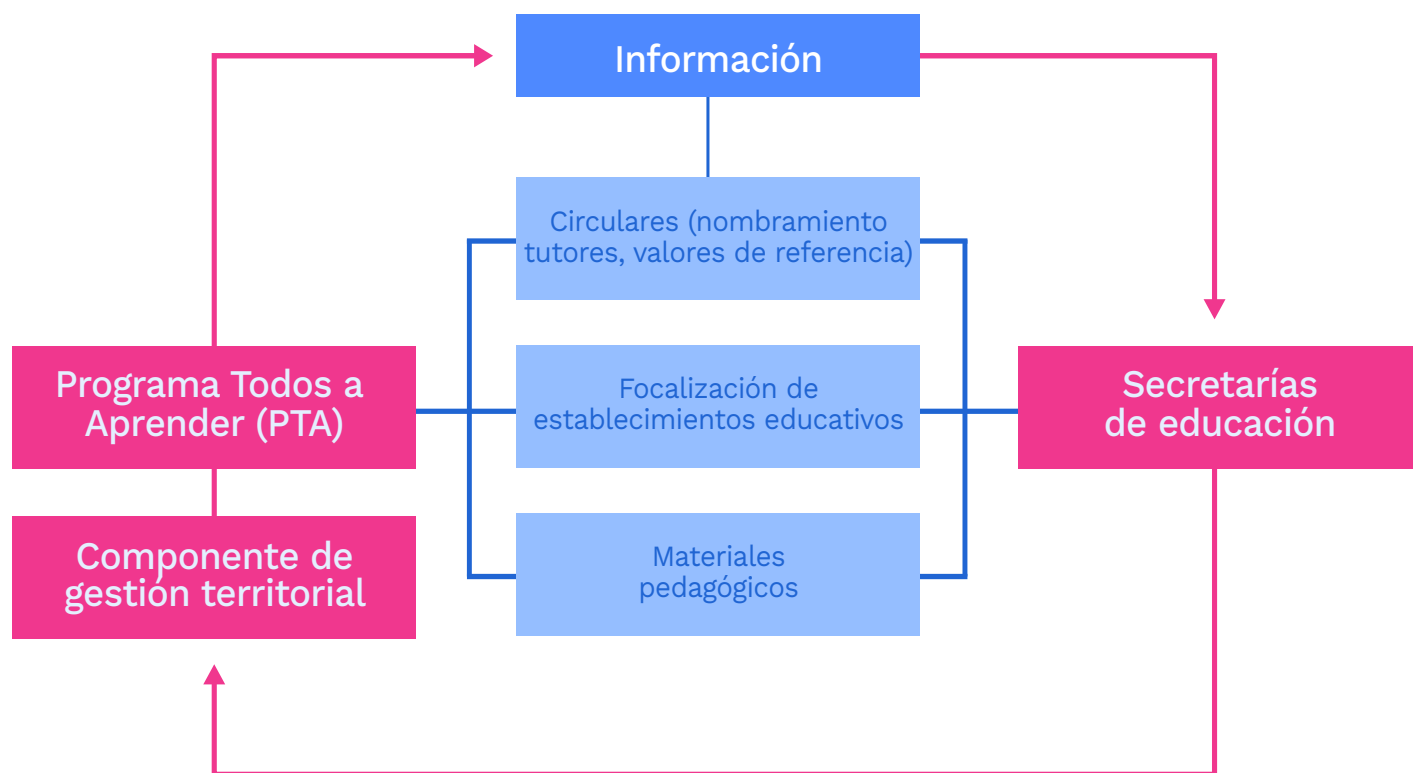 Información
Circulares (nombramiento
tutores, valores de referencia)
Programa Todos a
Aprender (PTA)
Focalización de
establecimientos educativos
Secretarías
de educación
Componente de
gestión territorial
Materiales
pedagógicos